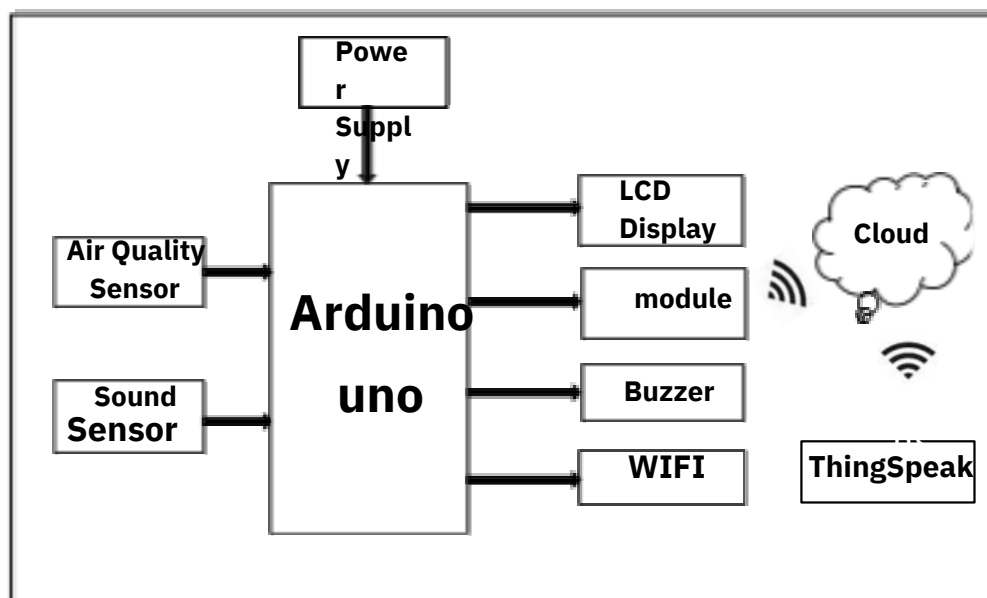 Powe
r
Suppl
y
Air Quality
Sensor
Sound
Sensor
Arduino
uno
LCD
Display
module
Buzzer
WIFI
Cloud
ThingSpeak